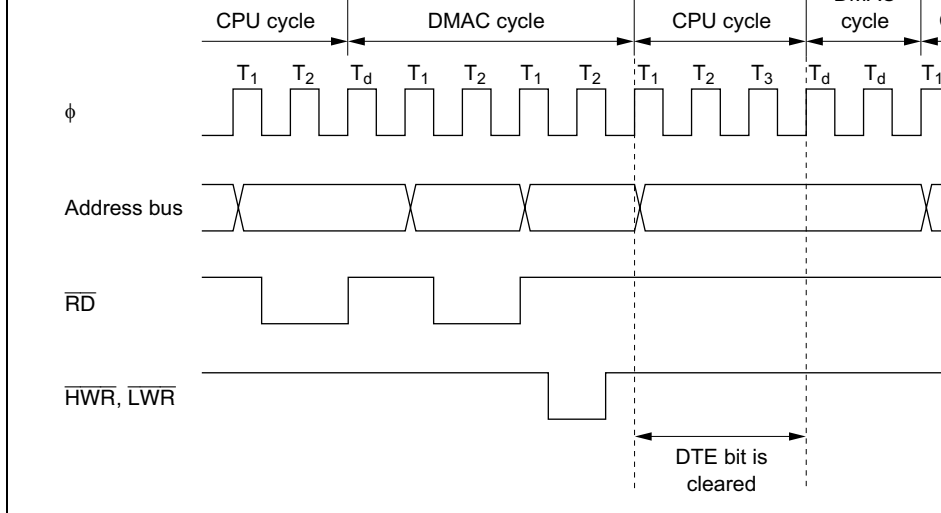 CPU cycle DMAC cycle CPU cycle DMAC cycle
T1 T2 Td T1 T2 T1 T2 T1 T2 T3 Td Td T1
ϕ
Address bus
RD
HWR, LWR
DTE bit is
cleared